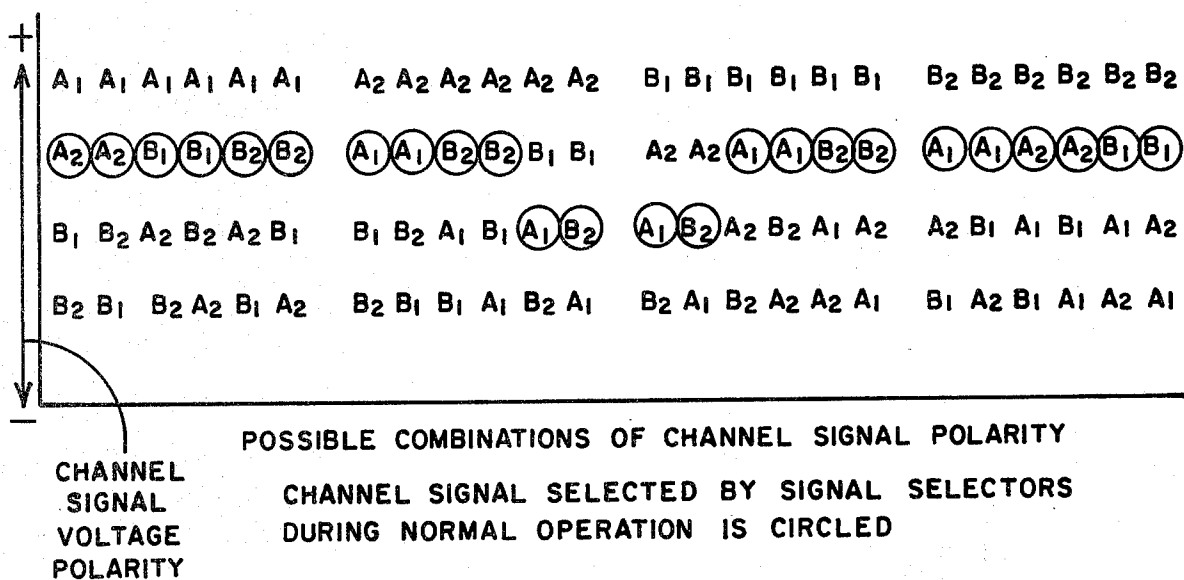 +
A₁ A₁ A₁ A₁ A₁ A₁ A₂ A₂ A₂ A₂ A₂ A₂ B₁ B₁ B₁ B₁ B₁ B₁ B₂ B₂ B₂ B₂ B₂ B₂
A₂ A₂ B₁ B₁ B₂ B₂ A₁ A₁ B₂ B₂ B₁ B₁ A₂ A₂ A₁ A₁ B₂ B₂ A₁ A₁ A₂ A₂ B₁ B₁
B₁ B₂ A₂ B₂ A₂ B₁ B₁ B₂ A₁ B₁ A₁ B₂ A₁ B₂ A₂ B₂ A₁ A₂ A₂ B₁ A₁ B₁ A₁ A₂
B₂ B₁ B₂ A₂ B₁ A₂ B₂ B₁ B₁ A₁ B₂ A₁ B₂ A₁ B₂ A₂ A₂ A₁ B₁ A₂ B₁ A₁ A₂ A₁
−
POSSIBLE COMBINATIONS OF CHANNEL SIGNAL POLARITY
CHANNEL
SIGNAL
VOLTAGE
POLARITY
CHANNEL SIGNAL SELECTED BY SIGNAL SELECTORS
DURING NORMAL OPERATION IS CIRCLED